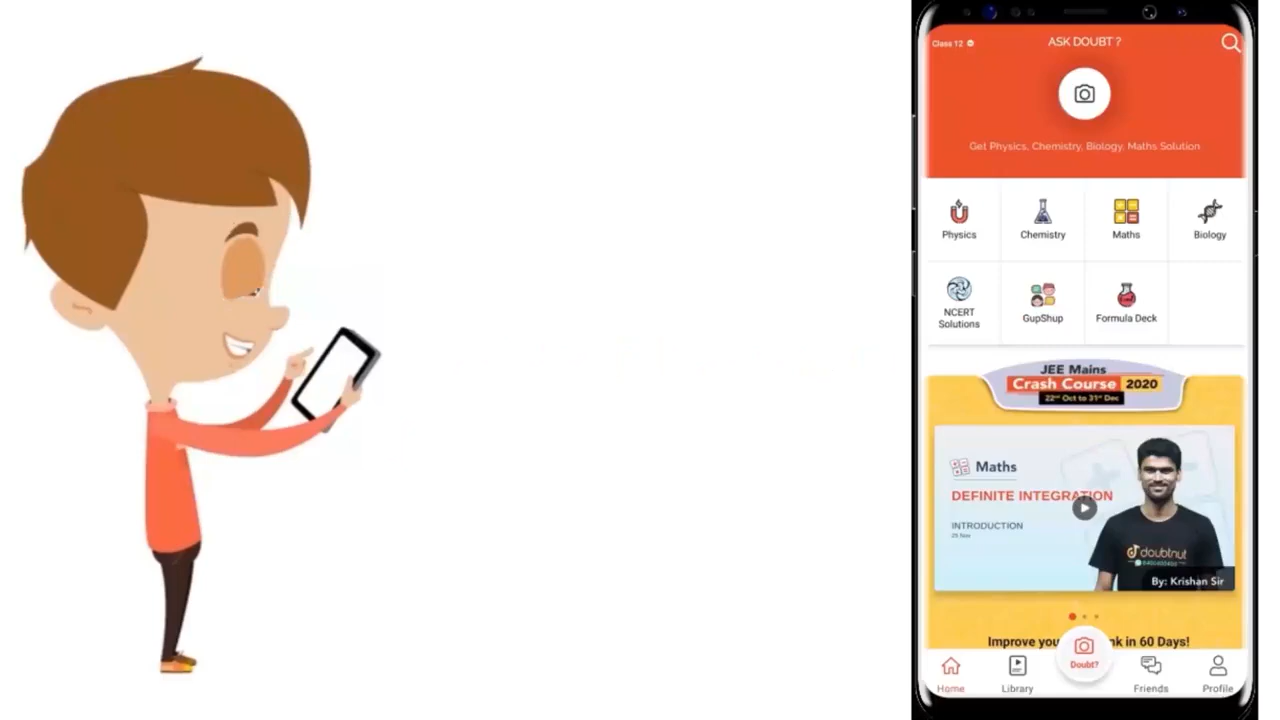 Class 12
ASK DOUBT ?
Get Physics, Chemistry, Biology, Maths Solution
Physics
Chemistry
Maths
Biology
NCERT
Solutions
GupShup
Formula Deck
JEE Mains
Crash Course 2020
22nd Oct to 31st Dec
Maths
DEFINITE INTEGRATION
INTRODUCTION
doubtnut
By: Krishan Sir
Improve you nk in 60 Days!
Doubt?
Home
Library
Friends
Profile